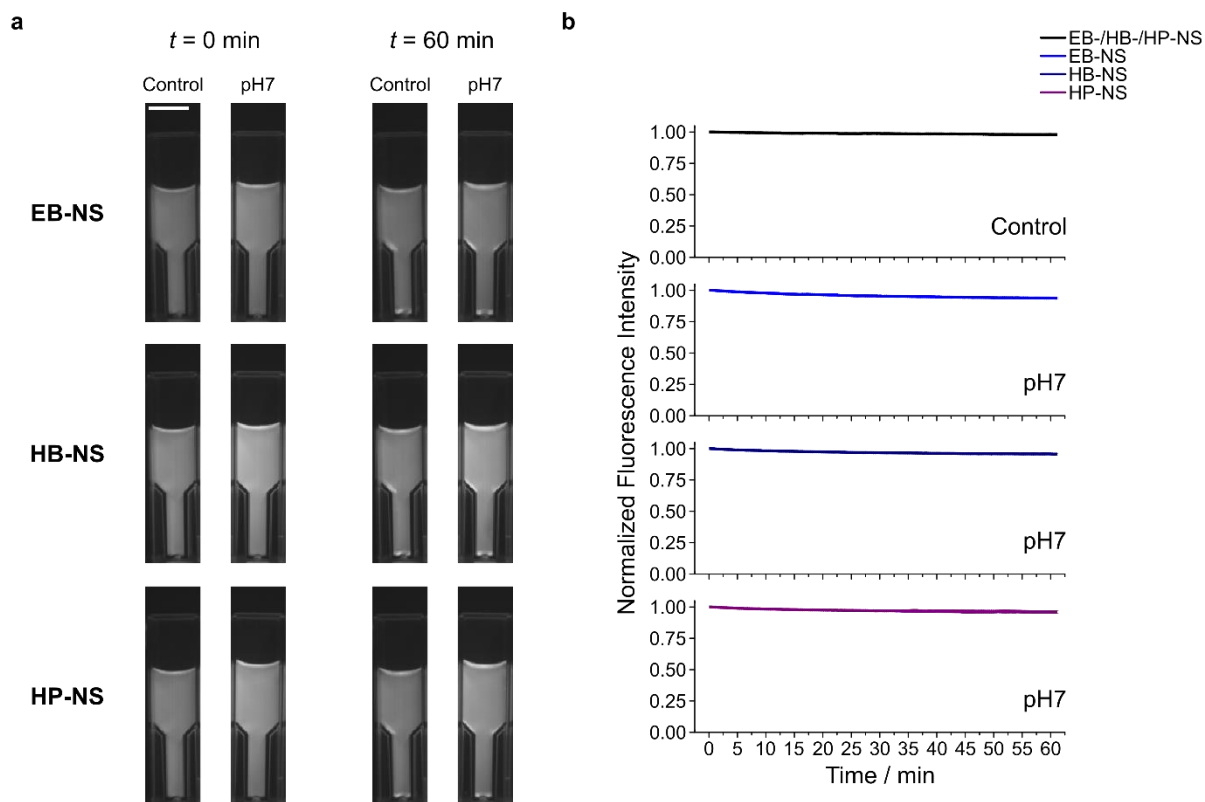 a
t = 0 min
t = 60 min
Control
pH7
Control
pH7
EB-NS
HB-NS
HP-NS
b
EB-/HB-/HP-NS
EB-NS
HB-NS
HP-NS
Normalized Fluorescence Intensity
1.00
0.75
0.50
0.25
0.00
Control
1.00
0.75
0.50
0.25
0.00
pH7
1.00
0.75
0.50
0.25
0.00
pH7
1.00
0.75
0.50
0.25
0.00
pH7
0 5 10 15 20 25 30 35 40 45 50 55 60
Time / min